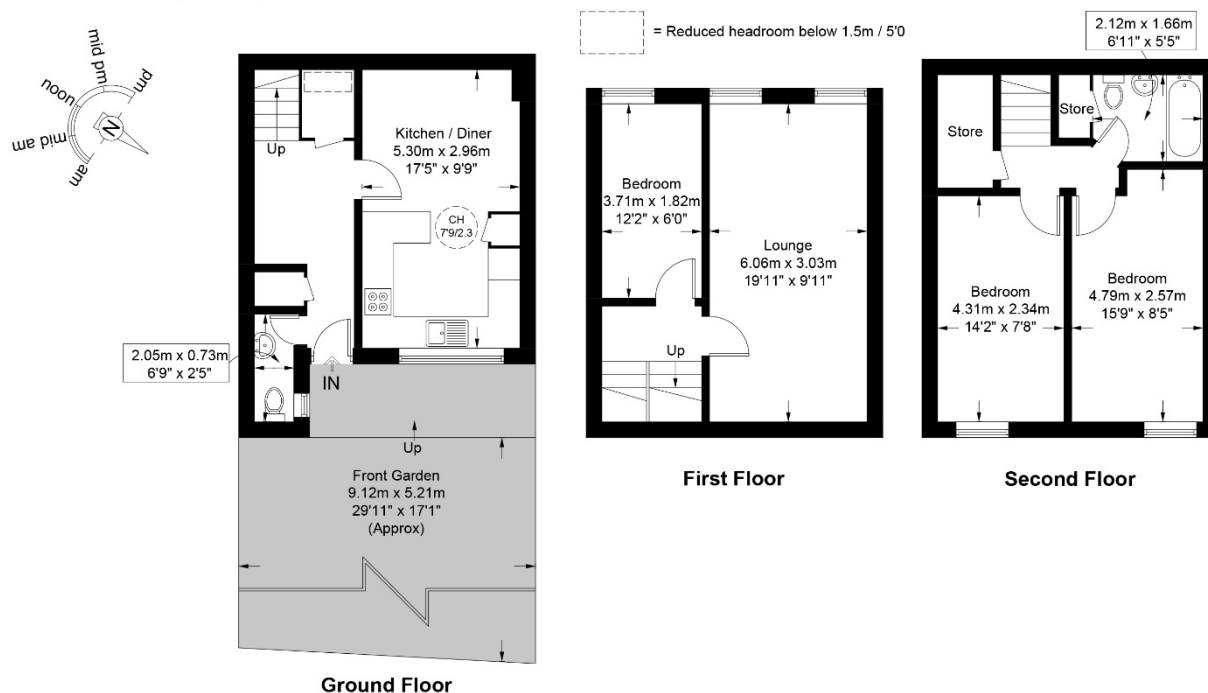 = Reduced headroom below 1.5m / 5'0
2.12m x 1.66m
6'11" x 5'5"
am
mid am
noon
mid pm
pm
N
Up
Kitchen / Diner
5.30m x 2.96m
17'5" x 9'9"
CH
7'9/2.3
2.05m x 0.73m
6'9" x 2'5"
IN
Up
Front Garden
9.12m x 5.21m
29'11" x 17'1"
(Approx)
Ground Floor
Bedroom
3.71m x 1.82m
12'2" x 6'0"
Lounge
6.06m x 3.03m
19'11" x 9'11"
Up
First Floor
Store
Store
Bedroom
4.31m x 2.34m
14'2" x 7'8"
Bedroom
4.79m x 2.57m
15'9" x 8'5"
Second Floor